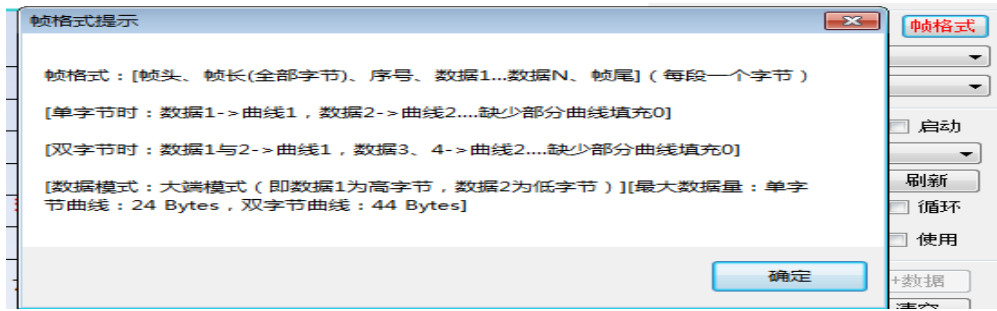 帧格式提示
帧格式
帧格式：[帧头、帧长(全部字节)、序号、数据1...数据N、帧尾]（每段一个字节）
[单字节时：数据1->曲线1，数据2->曲线2....缺少部分曲线填充0]
启动
[双字节时：数据1与2->曲线1，数据3、4->曲线2....缺少部分曲线填充0]
刷新
[数据模式：大端模式（即数据1为高字节，数据2为低字节）][最大数据量：单字
节曲线：24 Bytes，双字节曲线：44 Bytes]
循环
使用
确定
+数据
清空